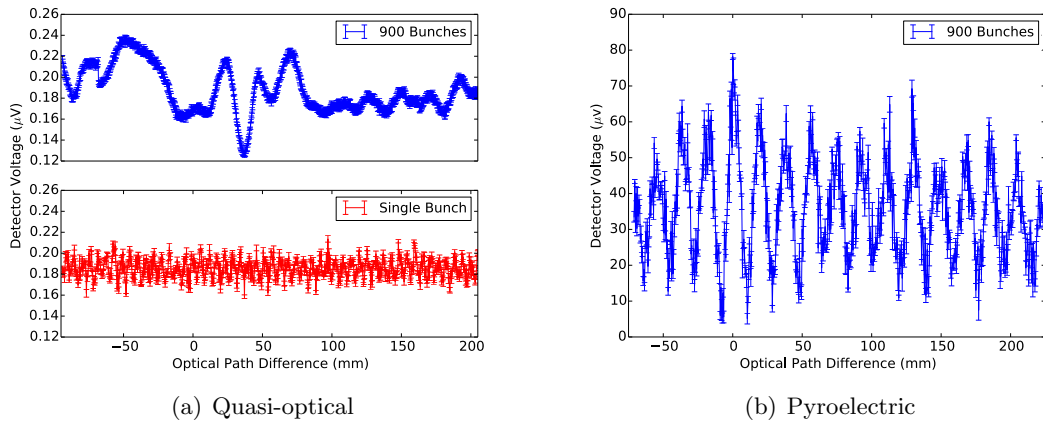 0.26
0.24
0.22
0.20
0.18
0.16
0.14
0.12
900 Bunches
0.26
0.24
0.22
0.20
0.18
0.16
0.14
0.12
Single Bunch
Detector Voltage (μV)
−50 0 50 100 150 200
Optical Path Difference (mm)
(a) Quasi-optical
90
80
70
60
50
40
30
20
10
0
900 Bunches
Detector Voltage (μV)
−50 0 50 100 150 200
Optical Path Difference (mm)
(b) Pyroelectric